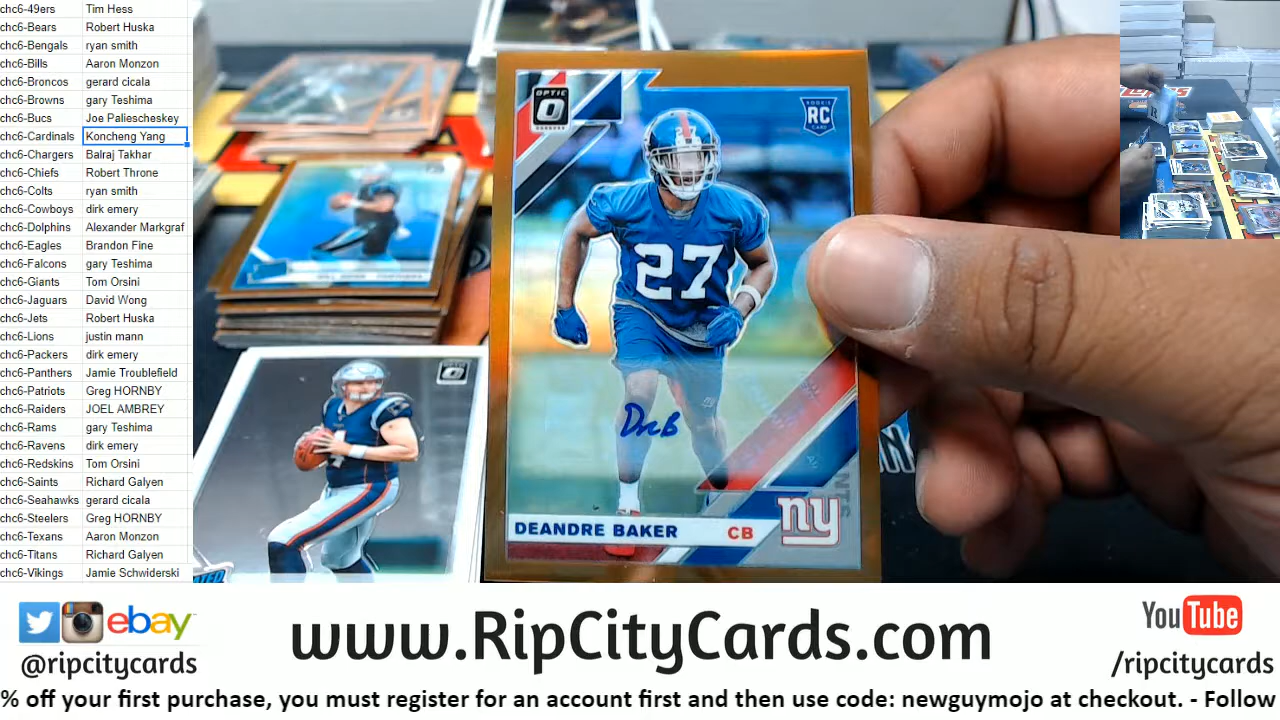 chc6-49ers Tim Hess
chc6-Bears Robert Huska
chc6-Bengals ryan smith
chc6-Bills Aaron Monzon
chc6-Broncos gerard cicala
chc6-Browns gary Teshima
chc6-Bucs Joe Paliescheskey
chc6-Cardinals Koncheng Yang
chc6-Chargers Balraj Takhar
chc6-Chiefs Robert Throne
chc6-Colts ryan smith
chc6-Cowboys dirk emery
chc6-Dolphins Alexander Markgraf
chc6-Eagles Brandon Fine
chc6-Falcons gary Teshima
chc6-Giants Tom Orsini
chc6-Jaguars David Wong
chc6-Jets Robert Huska
chc6-Lions justin mann
chc6-Packers dirk emery
chc6-Panthers Jamie Troublefield
chc6-Patriots Greg HORNBY
chc6-Raiders JOEL AMBREY
chc6-Rams gary Teshima
chc6-Ravens dirk emery
chc6-Redskins Tom Orsini
chc6-Saints Richard Galyen
chc6-Seahawks gerard cicala
chc6-Steelers Greg HORNBY
chc6-Texans Aaron Monzon
chc6-Titans Richard Galyen
chc6-Vikings Jamie Schwiderski
OPTIC
ROOKIE
RC
CARD
27
27
DrcB
DEANDRE BAKER CB
ny
ebay
@ripcitycards
www.RipCityCards.com
YouTube
/ripcitycards
% off your first purchase, you must register for an account first and then use code: newguymojo at checkout. - Follow